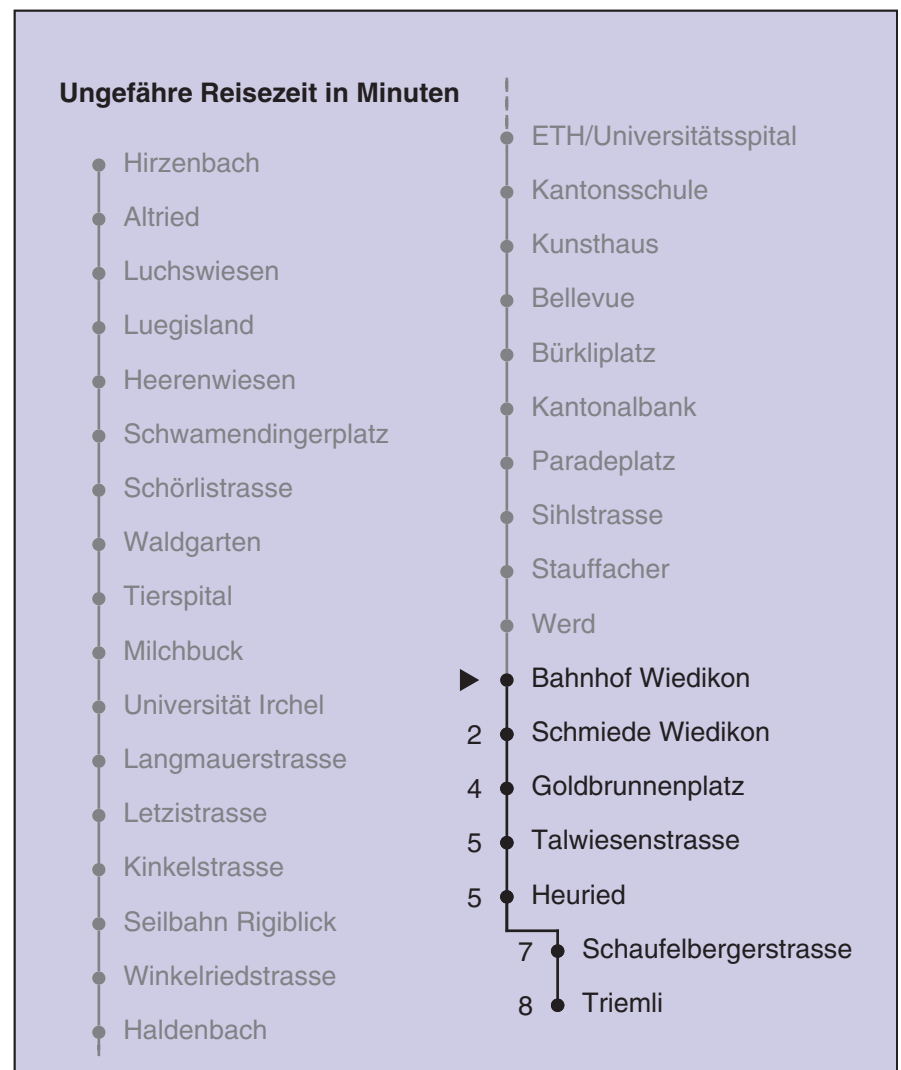 Ungefähre Reisezeit in Minuten
Hirzenbach
Altried
Luchswiesen
Luegisland
Heerenwiesen
Schwamendingerplatz
Schörlistrasse
Waldgarten
Tierspital
Milchbuck
Universität Irchel
Langmauerstrasse
Letzistrasse
Kinkelstrasse
Seilbahn Rigiblick
Winkelriedstrasse
Haldenbach
ETH/Universitätsspital
Kantonsschule
Kunsthaus
Bellevue
Bürkliplatz
Kantonalbank
Paradeplatz
Sihlstrasse
Stauffacher
Werd
Bahnhof Wiedikon
2 Schmiede Wiedikon
4 Goldbrunnenplatz
5 Talwiesenstrasse
5 Heuried
7 Schaufelbergerstrasse
8 Triemli